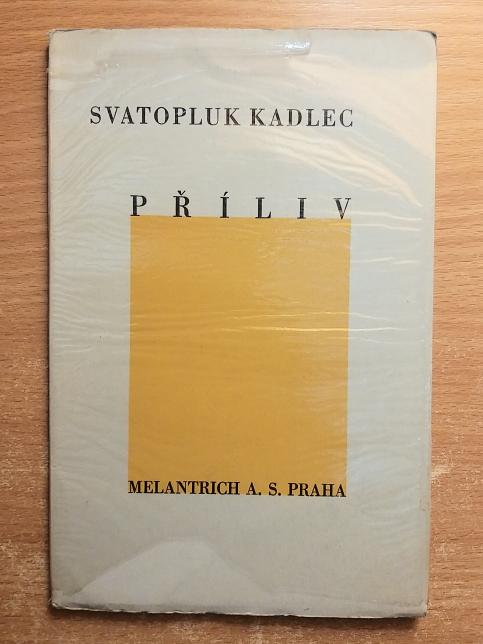 SVATOPLUK KADLEC
PŘÍLIV
MELANTRICH A. S. PRAHA